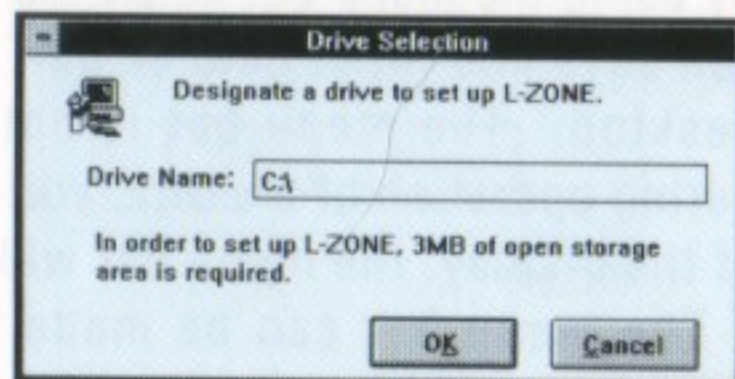 Drive Selection
Designate a drive to set up L-ZONE.
Drive Name: C:\
In order to set up L-ZONE, 3MB of open storage
area is required.
OK Cancel